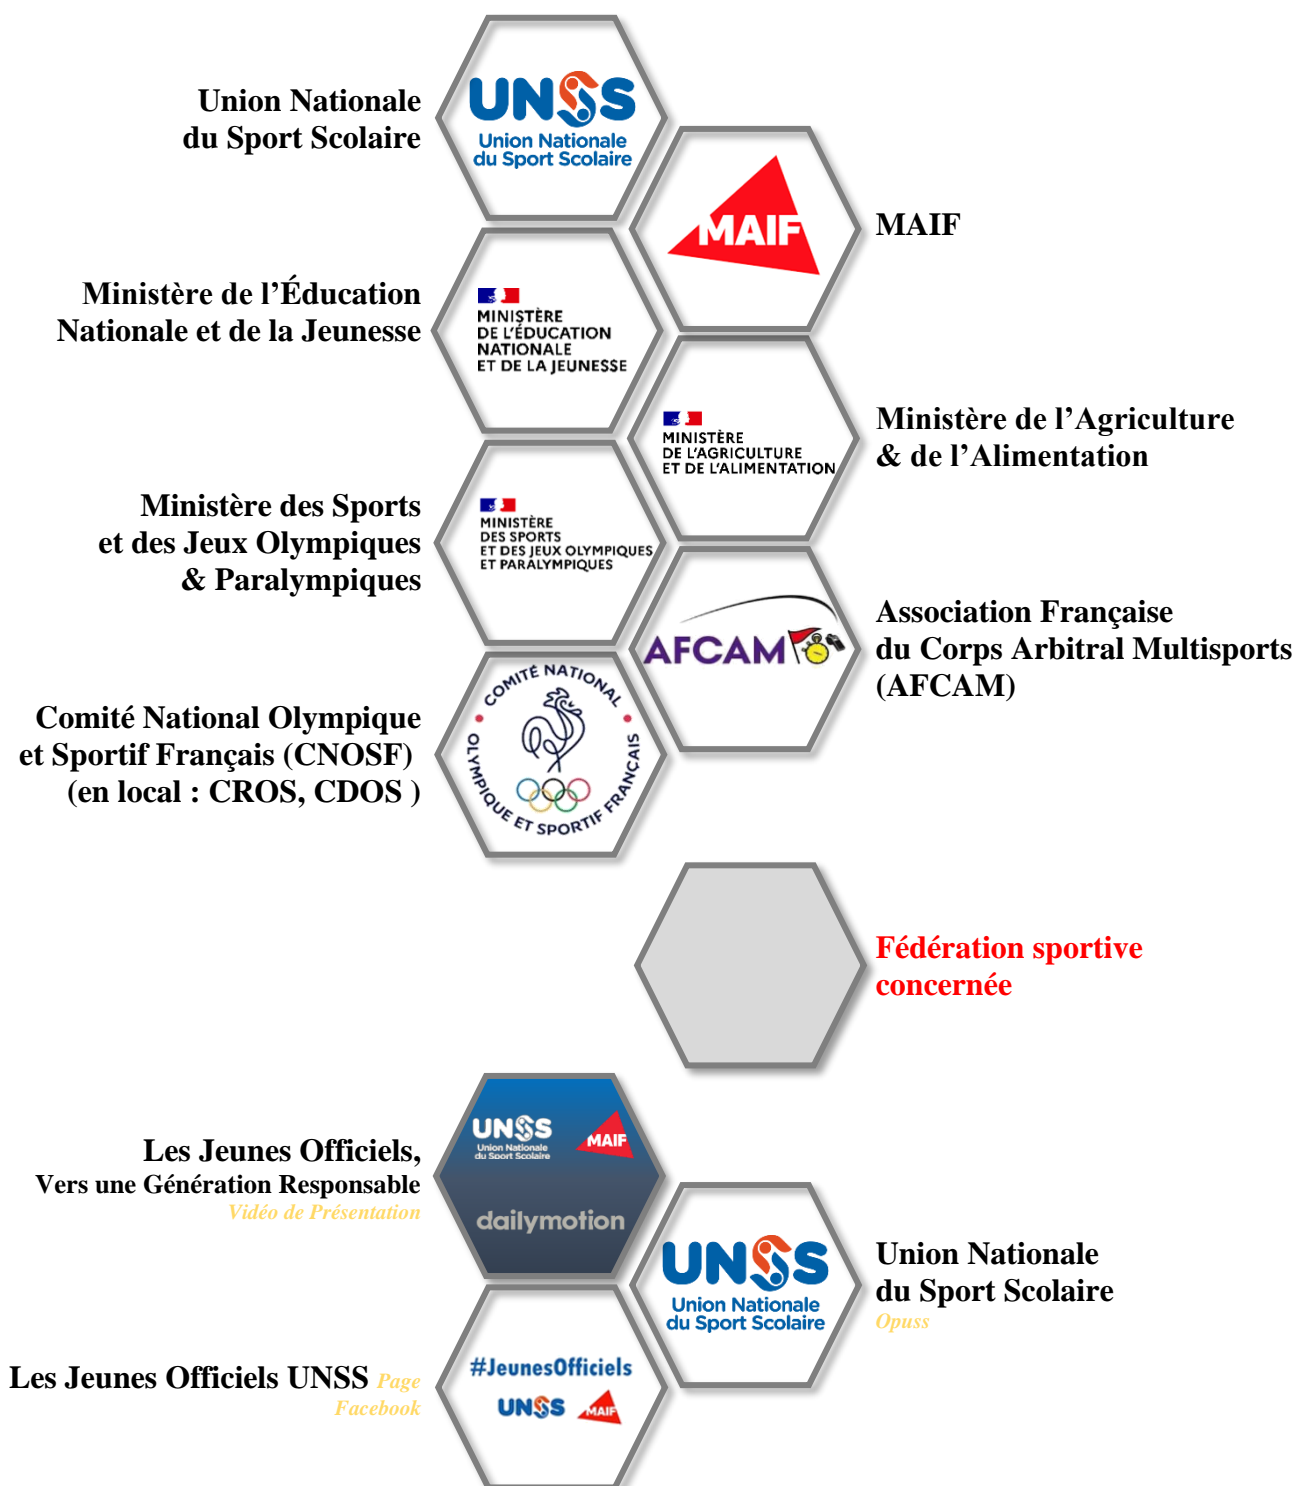 Union Nationale
du Sport Scolaire
UNSS
Union Nationale
du Sport Scolaire
MAIF
MAIF
Ministère de l’Éducation
Nationale et de la Jeunesse
MINISTÈRE
DE L’ÉDUCATION
NATIONALE
ET DE LA JEUNESSE
MINISTÈRE
DE L’AGRICULTURE
ET DE L’ALIMENTATION
Ministère de l’Agriculture
& de l’Alimentation
Ministère des Sports
et des Jeux Olympiques
& Paralympiques
MINISTÈRE
DES SPORTS
ET DES JEUX OLYMPIQUES
ET PARALYMPIQUES
AFCAM
Association Française
du Corps Arbitral Multisports
(AFCAM)
Comité National Olympique
et Sportif Français (CNOSF)
(en local : CROS, CDOS )
COMITÉ NATIONAL
OLYMPIQUE ET SPORTIF FRANÇAIS
Fédération sportive
concernée
Les Jeunes Officiels,
Vers une Génération Responsable
Vidéo de Présentation
UNSS
Union Nationale
du Sport Scolaire
MAIF
dailymotion
UNSS
Union Nationale
du Sport Scolaire
Union Nationale
du Sport Scolaire
Opuss
Les Jeunes Officiels UNSS Page
Facebook
#JeunesOfficiels
UNSS MAIF